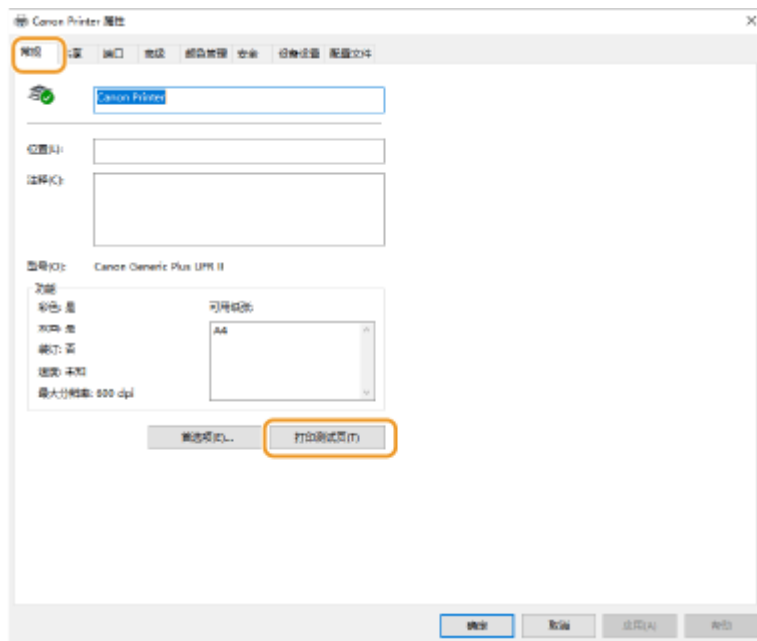 Canon Printer 属性
常规 共享 端口 高级 颜色管理 安全 设备设置 配置文件
Canon Printer
位置(L):
注释(C):
型号(O): Canon Generic Plus UFR II
功能
彩色: 是
双面: 是
装订: 否
速度: 未知
最大分辨率: 600 dpi
可用纸张:
A4
首选项(E)... 打印测试页(T)
确定 取消 应用(A) 帮助